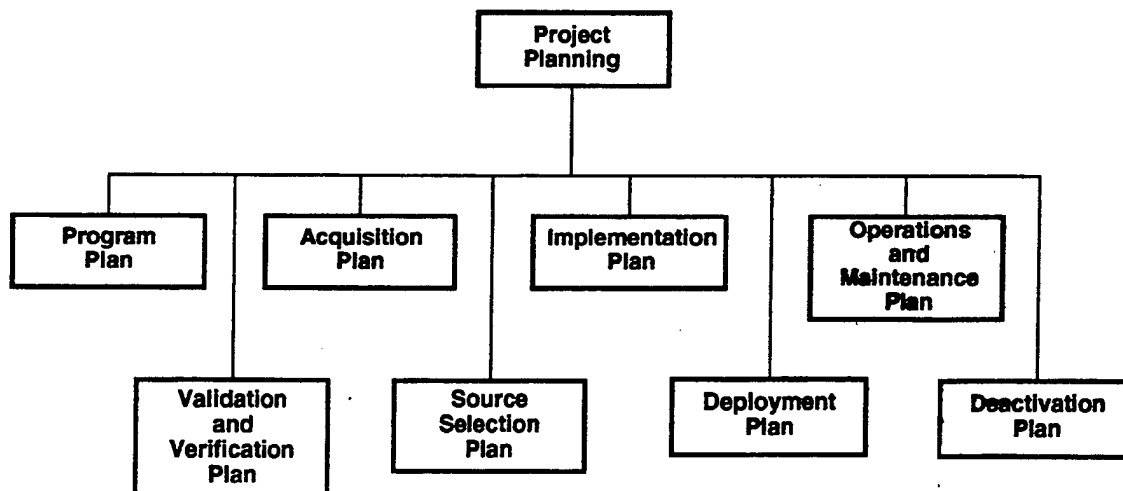 Project
Planning
Program
Plan
Acquisition
Plan
Implementation
Plan
Operations
and
Maintenance
Plan
Validation
and
Verification
Plan
Source
Selection
Plan
Deployment
Plan
Deactivation
Plan